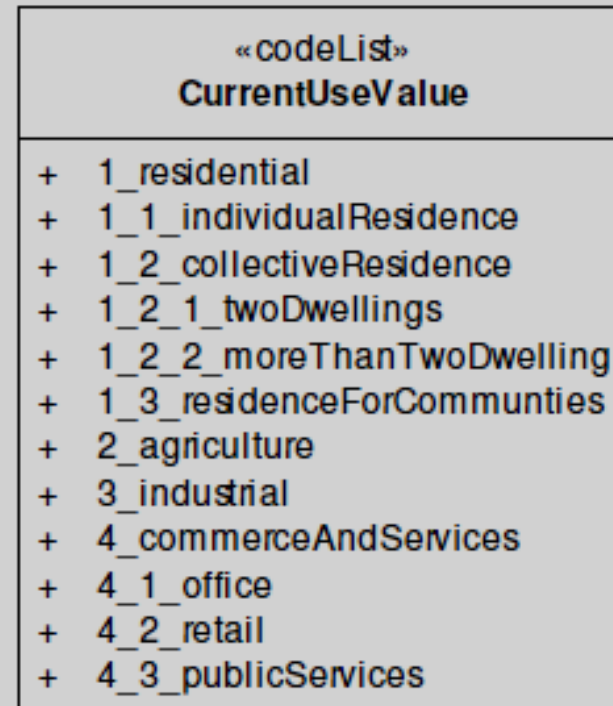 «codeList»
CurrentUseValue
+ 1_residential
+ 1_1_individualResidence
+ 1_2_collectiveResidence
+ 1_2_1_twoDwellings
+ 1_2_2_moreThanTwoDwelling
+ 1_3_residenceForCommunties
+ 2_agriculture
+ 3_industrial
+ 4_commerceAndServices
+ 4_1_office
+ 4_2_retail
+ 4_3_publicServices